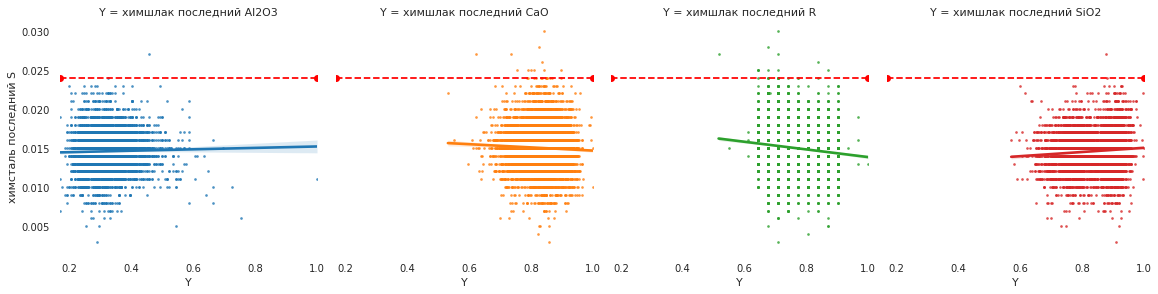 Y = химшлак последний Al2O3
Y = химшлак последний CaO
Y = химшлак последний R
Y = химшлак последний SiO2
химсталь последний S
0.030
0.025
0.020
0.015
0.010
0.005
0.2 0.4 0.6 0.8 1.0
0.2 0.4 0.6 0.8 1.0
0.2 0.4 0.6 0.8 1.0
0.2 0.4 0.6 0.8 1.0
Y
Y
Y
Y